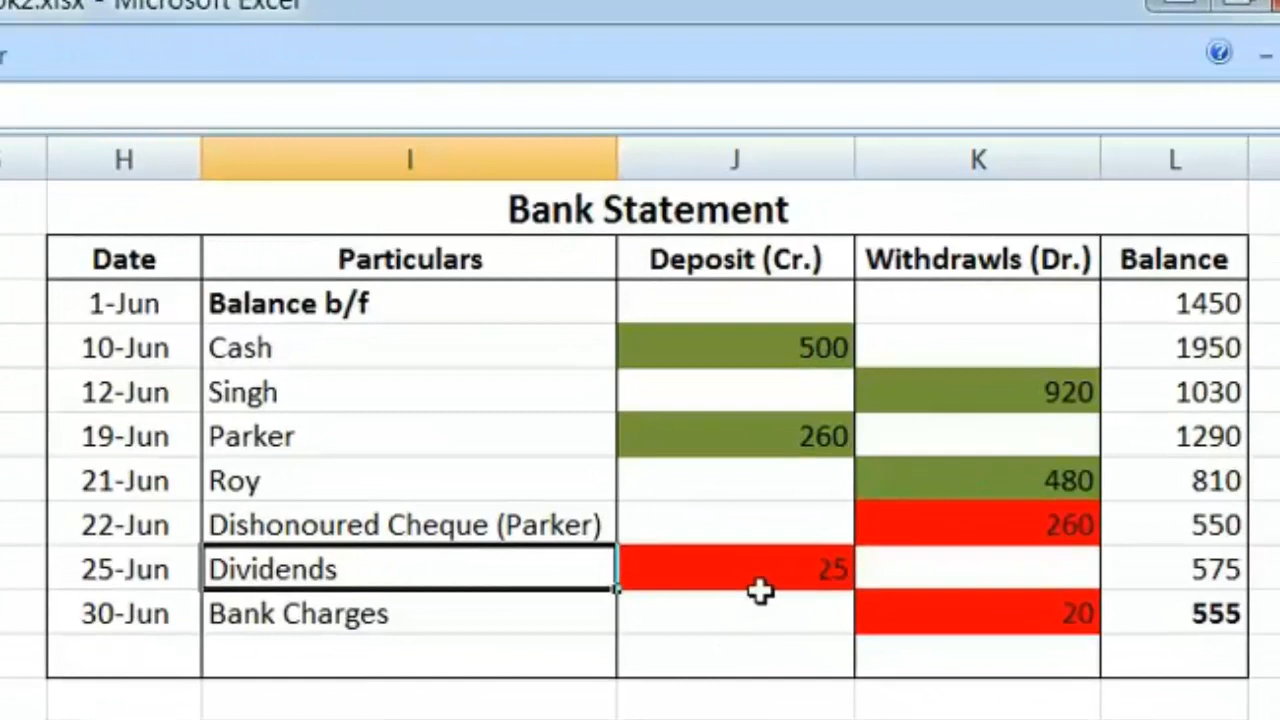 ok2.xlsx - Microsoft Excel
r
H I J K L
Bank Statement
Date Particulars Deposit (Cr.) Withdrawls (Dr.) Balance
1-Jun Balance b/f 1450
10-Jun Cash 500 1950
12-Jun Singh 920 1030
19-Jun Parker 260 1290
21-Jun Roy 480 810
22-Jun Dishonoured Cheque (Parker) 260 550
25-Jun Dividends 25 575
30-Jun Bank Charges 20 555